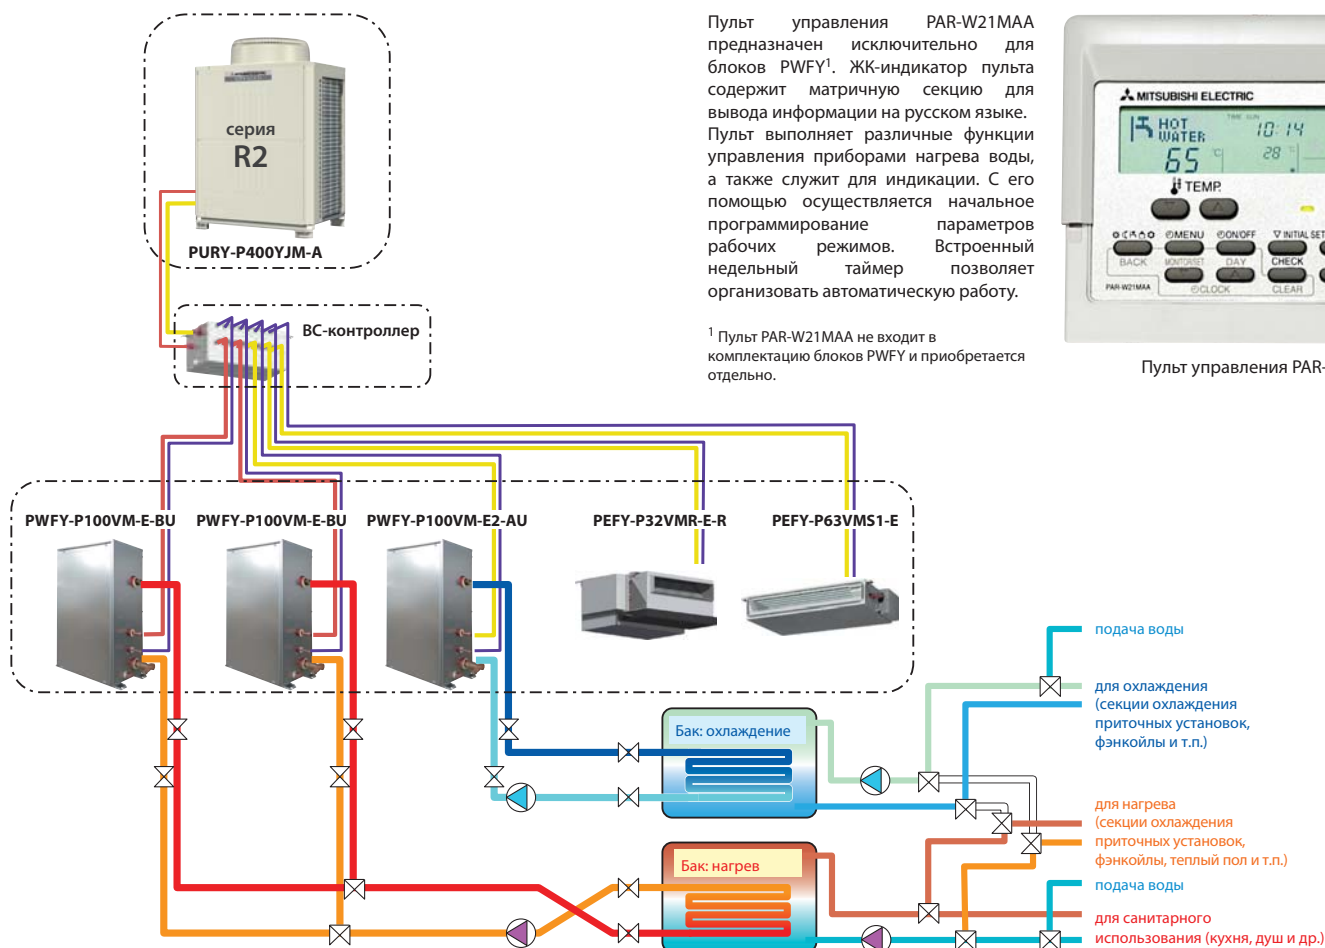 серия
R2
PURY-P400YJM-A
BC-контроллер
Пульт управления PAR-W21MAA
предназначен исключительно для
блоков PWFY1. ЖК-индикатор пульта
содержит матричную секцию для
вывода информации на русском языке.
Пульт выполняет различные функции
управления приборами нагрева воды,
а также служит для индикации. С его
помощью осуществляется начальное
программирование параметров
рабочих режимов. Встроенный
недельный таймер позволяет
организовать автоматическую работу.
1 Пульт PAR-W21MAA не входит в
комплектацию блоков PWFY и приобретается
отдельно.
MITSUBISHI ELECTRIC
HOT
WATER
TIME SUN
10:14
65 °C
28 °C
TEMP.
MENU
ON/OFF
INITIAL SET
BACK
MONITOR/SET
DAY
CHECK
PAR-W21MAA
CLOCK
CLEAR
Пульт управления PAR-
PWFY-P100VM-E-BU
PWFY-P100VM-E-BU
PWFY-P100VM-E2-AU
PEFY-P32VMR-E-R
PEFY-P63VMS1-E
Бак: охлаждение
Бак: нагрев
подача воды
для охлаждения
(секции охлаждения
приточных установок,
фэнкойлы и т.п.)
для нагрева
(секции охлаждения
приточных установок,
фэнкойлы, теплый пол и т.п.)
подача воды
для санитарного
использования (кухня, душ и др.)